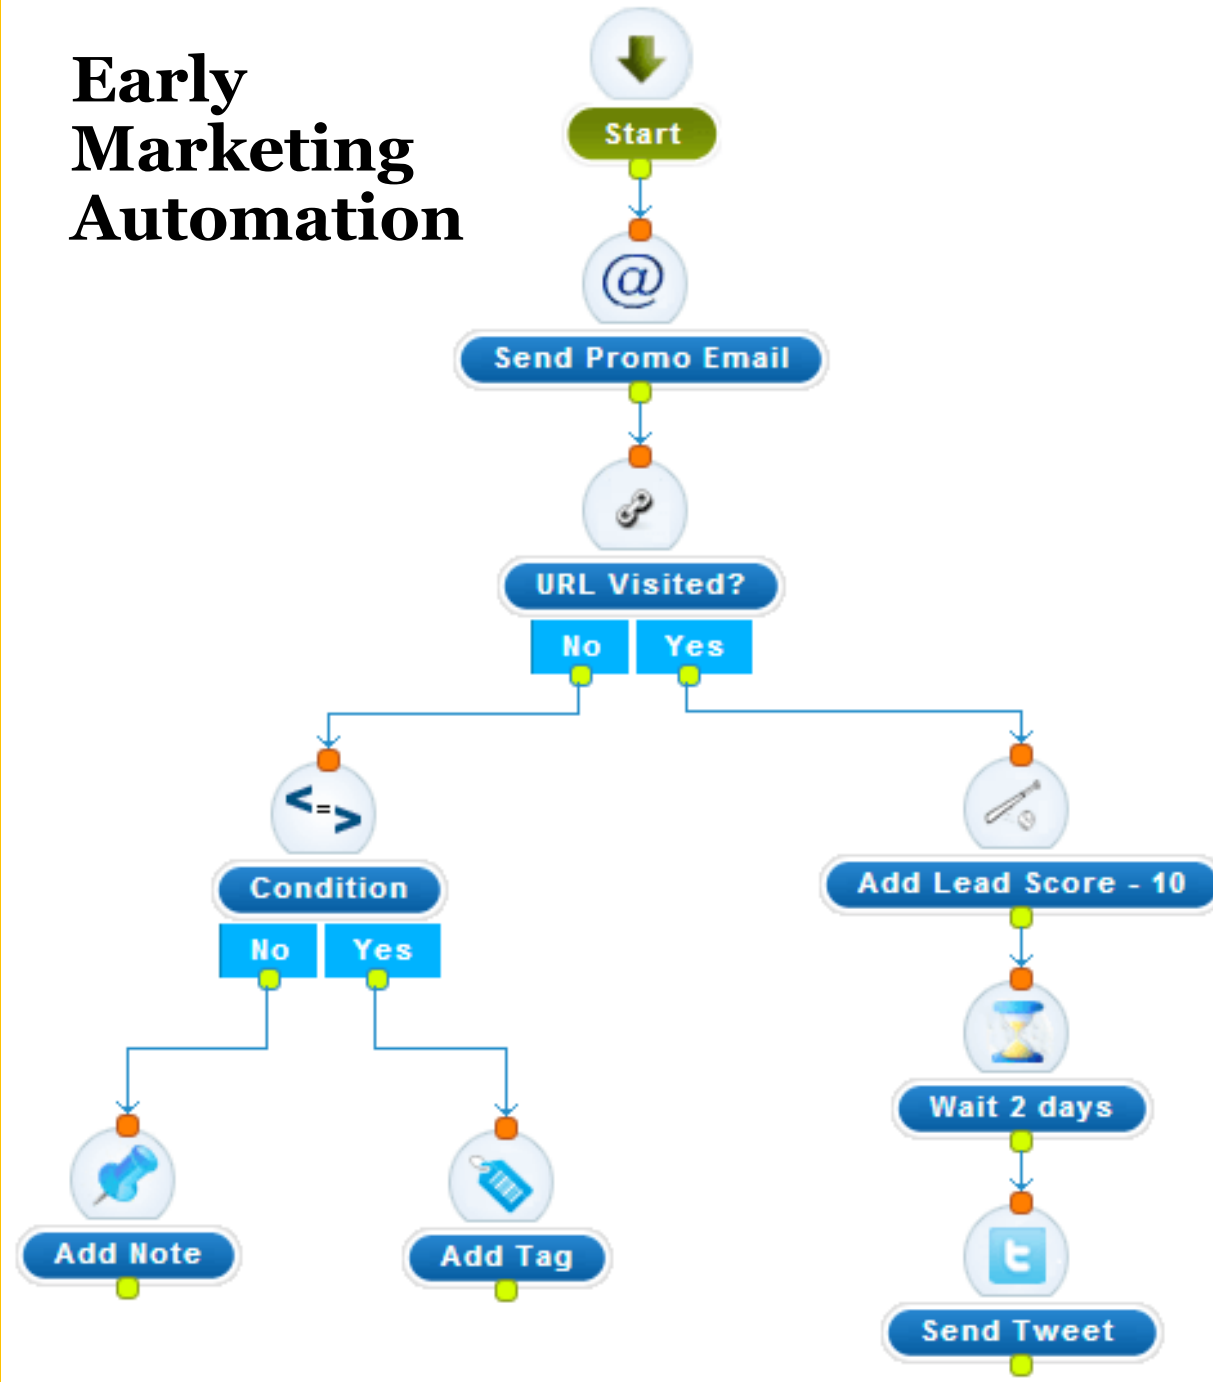 Early
Marketing
Automation
Start
@
Send Promo Email
URL Visited?
No Yes
<=>
Condition
Add Lead Score - 10
No Yes
Wait 2 days
Add Note
Add Tag
t
Send Tweet